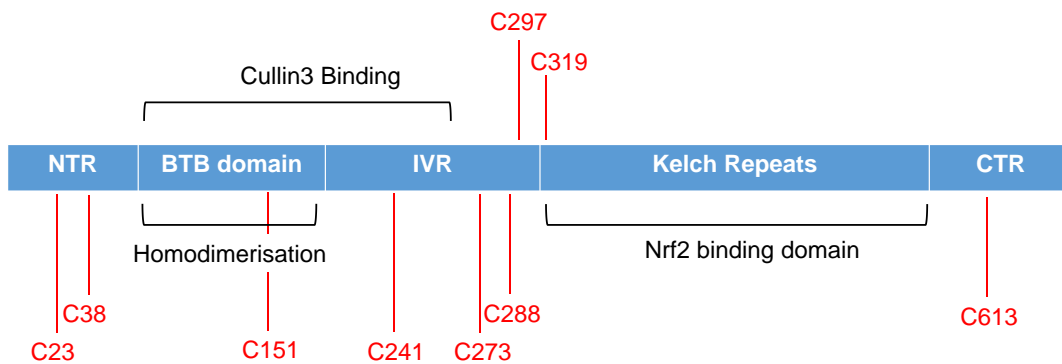 C297
C319
Cullin3 Binding
NTR BTB domain IVR Kelch Repeats CTR
Homodimerisation Nrf2 binding domain
C38 C288 C613
C23 C151 C241 C273